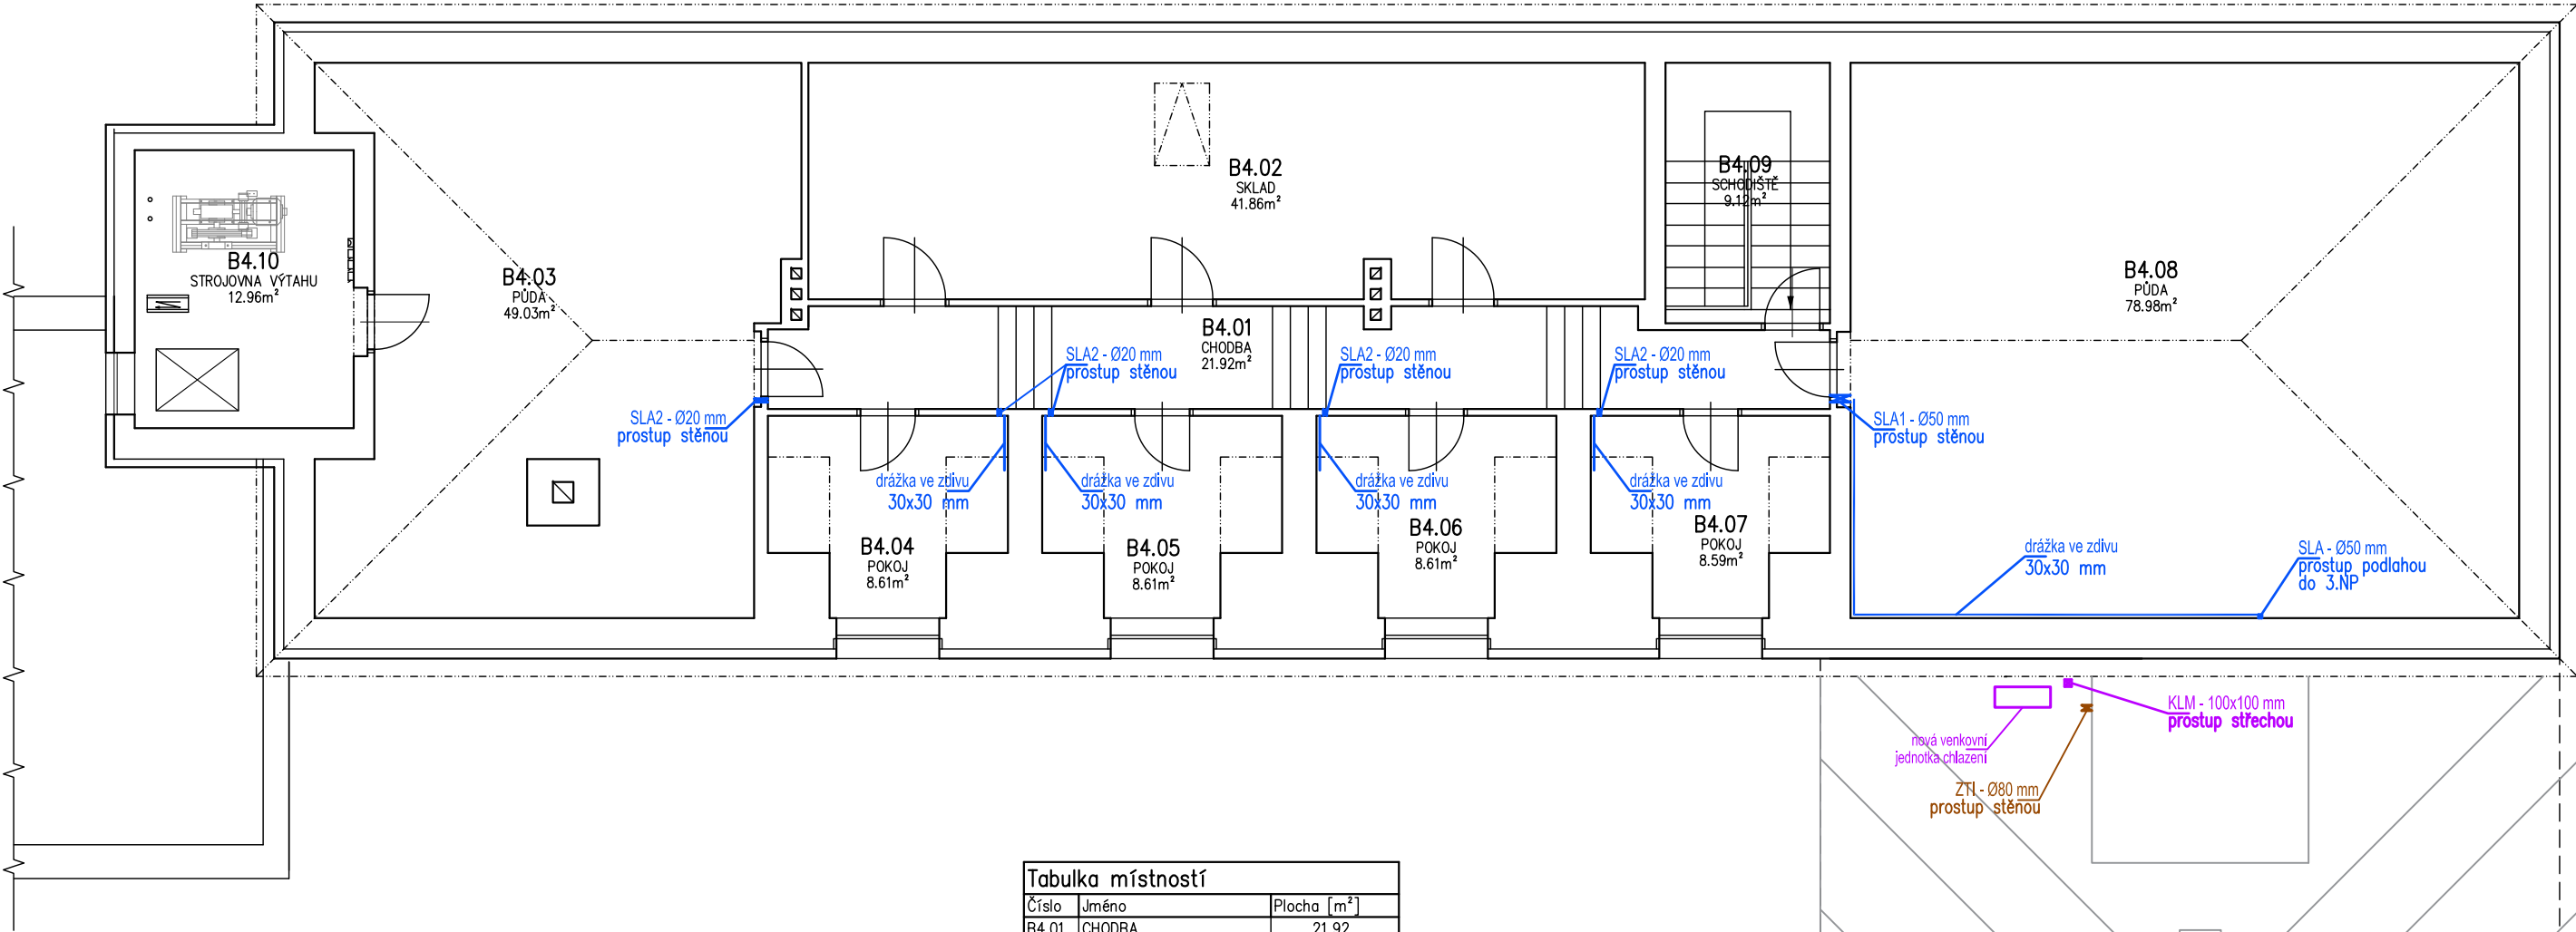 B4.02
SKLAD
41.86m²
B4.09
SCHODIŠTĚ
9.12m²
B4.10
STROJOVNA VÝTAHU
12.96m²
B4.03
PŮDA
49.03m²
B4.08
PŮDA
78.98m²
B4.01
CHODBA
21.92m²
SLA2 - Ø20 mm
prostup stěnou
SLA2 - Ø20 mm
prostup stěnou
SLA2 - Ø20 mm
prostup stěnou
SLA2 - Ø20 mm
prostup stěnou
SLA1 - Ø50 mm
prostup stěnou
drážka ve zdivu
30x30 mm
drážka ve zdivu
30x30 mm
drážka ve zdivu
30x30 mm
drážka ve zdivu
30x30 mm
B4.04
POKOJ
8.61m²
B4.05
POKOJ
8.61m²
B4.06
POKOJ
8.61m²
B4.07
POKOJ
8.59m²
drážka ve zdivu
30x30 mm
SLA - Ø50 mm
prostup podlahou
do 3.NP
KLM - 100x100 mm
prostup střechou
nová venkovní
jednotka chlazení
ZTI - Ø80 mm
prostup stěnou
Tabulka místností
Číslo Jméno Plocha [m²]
B4.01 CHODBA 21.92